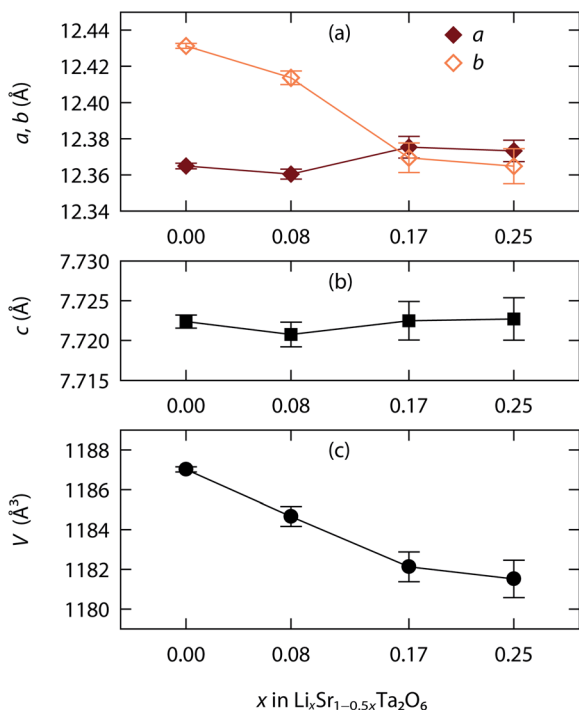 (a)
a
b
12.44
12.42
12.40
12.38
12.36
12.34
a, b (Å)
0.00 0.08 0.17 0.25
(b)
7.730
7.725
7.720
7.715
c (Å)
0.00 0.08 0.17 0.25
(c)
1188
1186
1184
1182
1180
V (Å³)
0.00 0.08 0.17 0.25
x in LiₓSr₁₋₀.₅ₓTa₂O₆